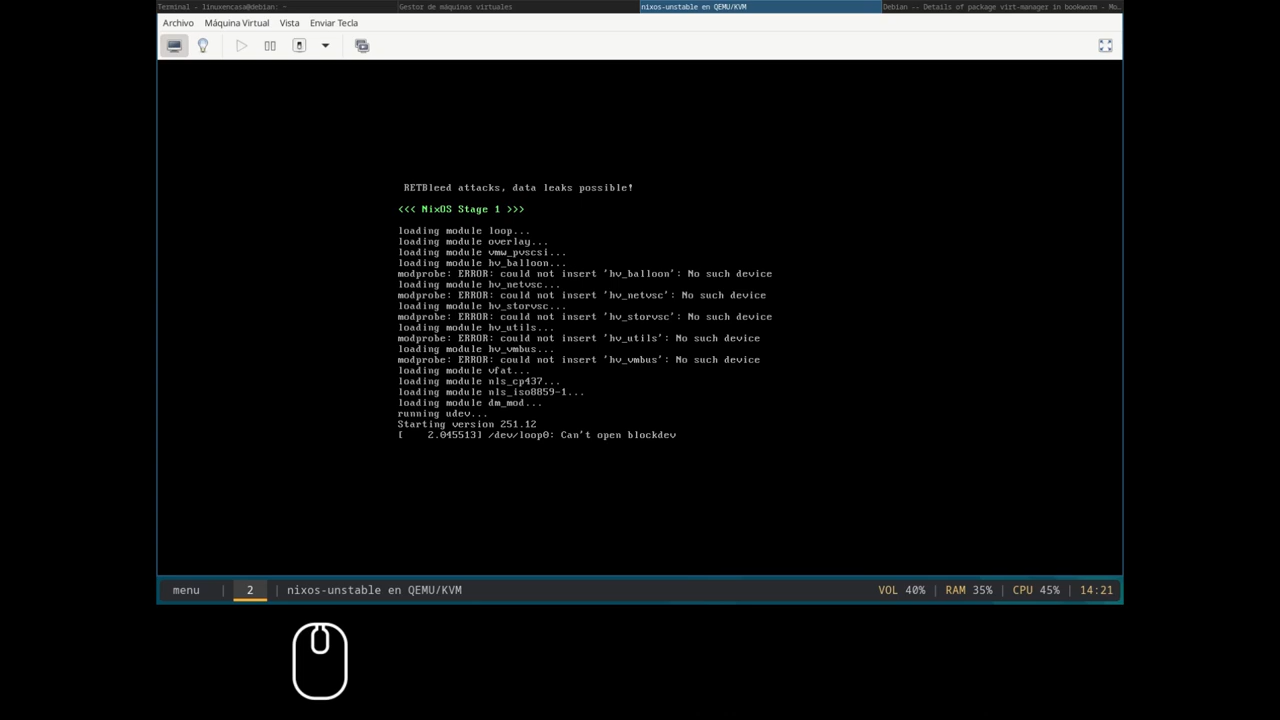 Terminal - linuxencasa@debian: ~
Gestor de máquinas virtuales
nixos-unstable en QEMU/KVM
Debian -- Details of package virt-manager in bookworm - Mo...
Archivo Máquina Virtual Vista Enviar Tecla
RETBleed attacks, data leaks possible!
<<< NixOS Stage 1 >>>
loading module loop...
loading module overlay...
loading module vmw_pvscsi...
loading module hv_balloon...
modprobe: ERROR: could not insert 'hv_balloon': No such device
loading module hv_netvsc...
modprobe: ERROR: could not insert 'hv_netvsc': No such device
loading module hv_storvsc...
modprobe: ERROR: could not insert 'hv_storvsc': No such device
loading module hv_utils...
modprobe: ERROR: could not insert 'hv_utils': No such device
loading module hv_vmbus...
modprobe: ERROR: could not insert 'hv_vmbus': No such device
loading module vfat...
loading module nls_cp437...
loading module nls_iso8859-1...
loading module dm_mod...
running udev...
Starting version 251.12
[    2.045513] /dev/loop0: Can't open blockdev
menu | 2 | nixos-unstable en QEMU/KVM
VOL 40% | RAM 35% | CPU 45% | 14:21